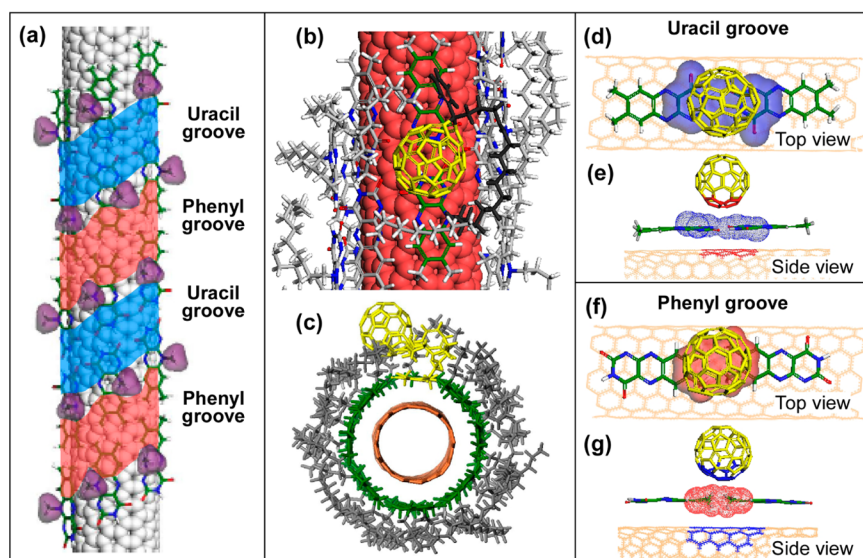 (a)
Uracil
groove
Phenyl
groove
Uracil
groove
Phenyl
groove
(b)
(c)
Uracil groove
(d)
Top view
(e)
Side view
Phenyl groove
(f)
Top view
(g)
Side view